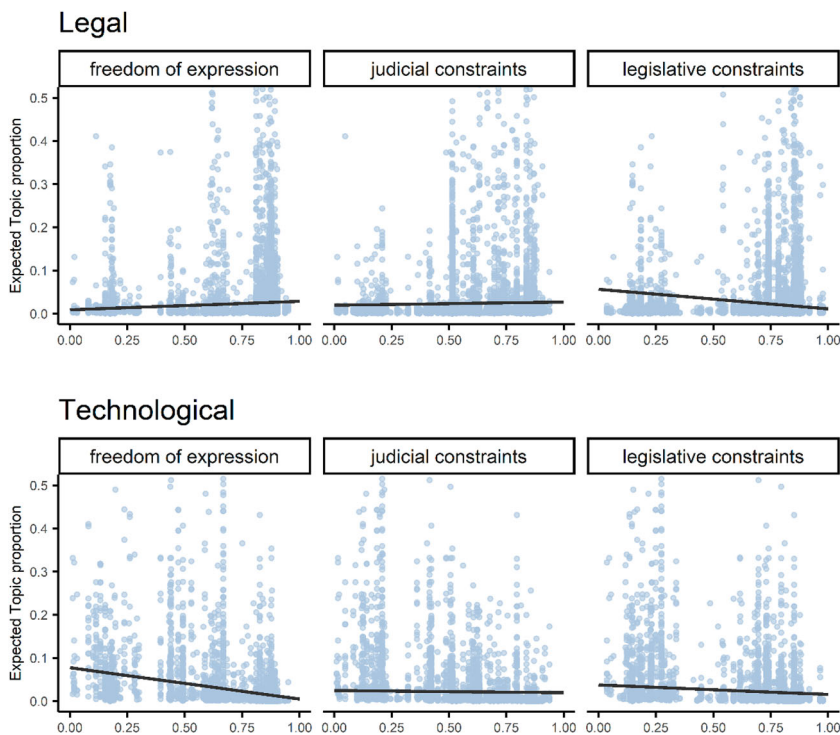 Legal
freedom of expression judicial constraints legislative constraints
Expected Topic proportion
0.5
0.4
0.3
0.2
0.1
0.0
0.00 0.25 0.50 0.75 1.00 0.00 0.25 0.50 0.75 1.00 0.00 0.25 0.50 0.75 1.00
Technological
freedom of expression judicial constraints legislative constraints
Expected Topic proportion
0.5
0.4
0.3
0.2
0.1
0.0
0.00 0.25 0.50 0.75 1.00 0.00 0.25 0.50 0.75 1.00 0.00 0.25 0.50 0.75 1.00